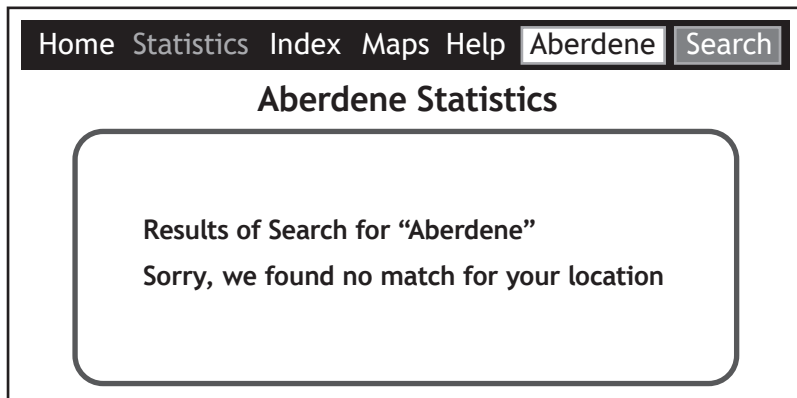 Home Statistics Index Maps Help Aberdene Search
Aberdene Statistics
Results of Search for “Aberdene”
Sorry, we found no match for your location